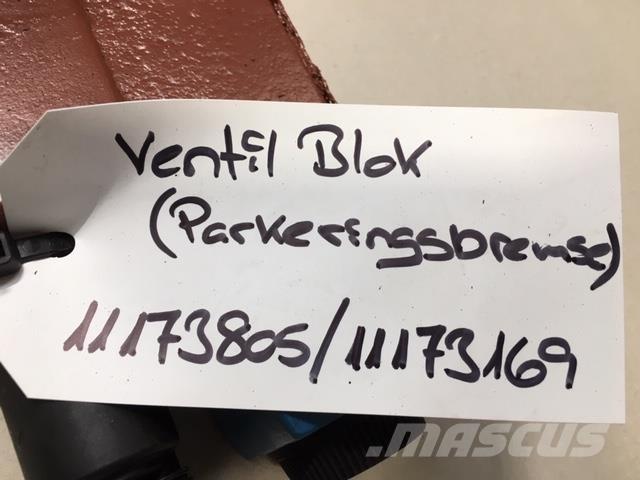 Ventil Blok
(Parkeringsbremse)
11173805/11173169
.mascus